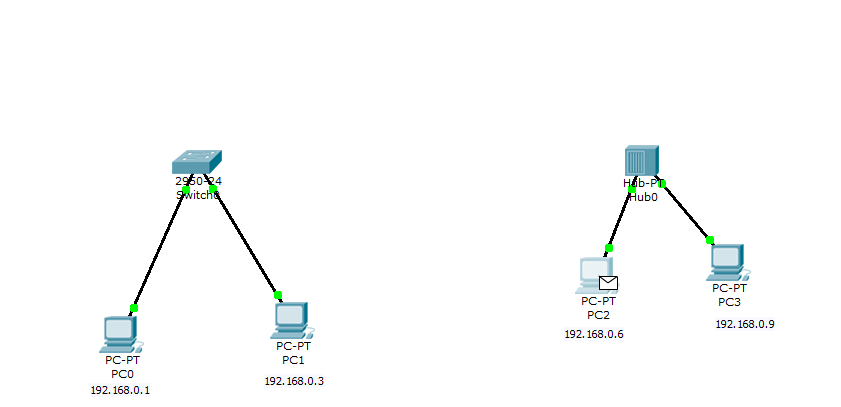 2950-24
Switch0
Hub-PT
Hub0
PC-PT
PC0
192.168.0.1
PC-PT
PC1
192.168.0.3
PC-PT
PC2
192.168.0.6
PC-PT
PC3
192.168.0.9